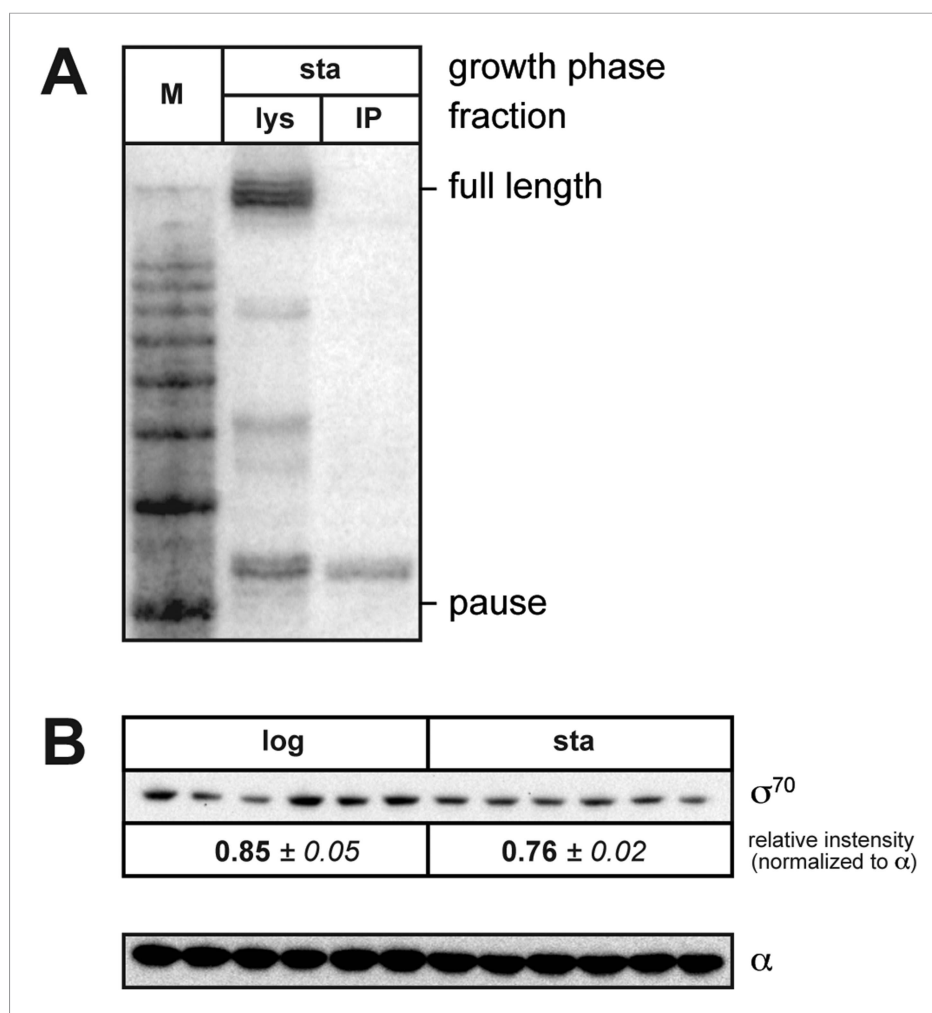 A
M
sta
growth phase
lys
IP
fraction
full length
pause
B
log
sta
σ70
0.85 ± 0.05
0.76 ± 0.02
relative instensity
(normalized to α)
α